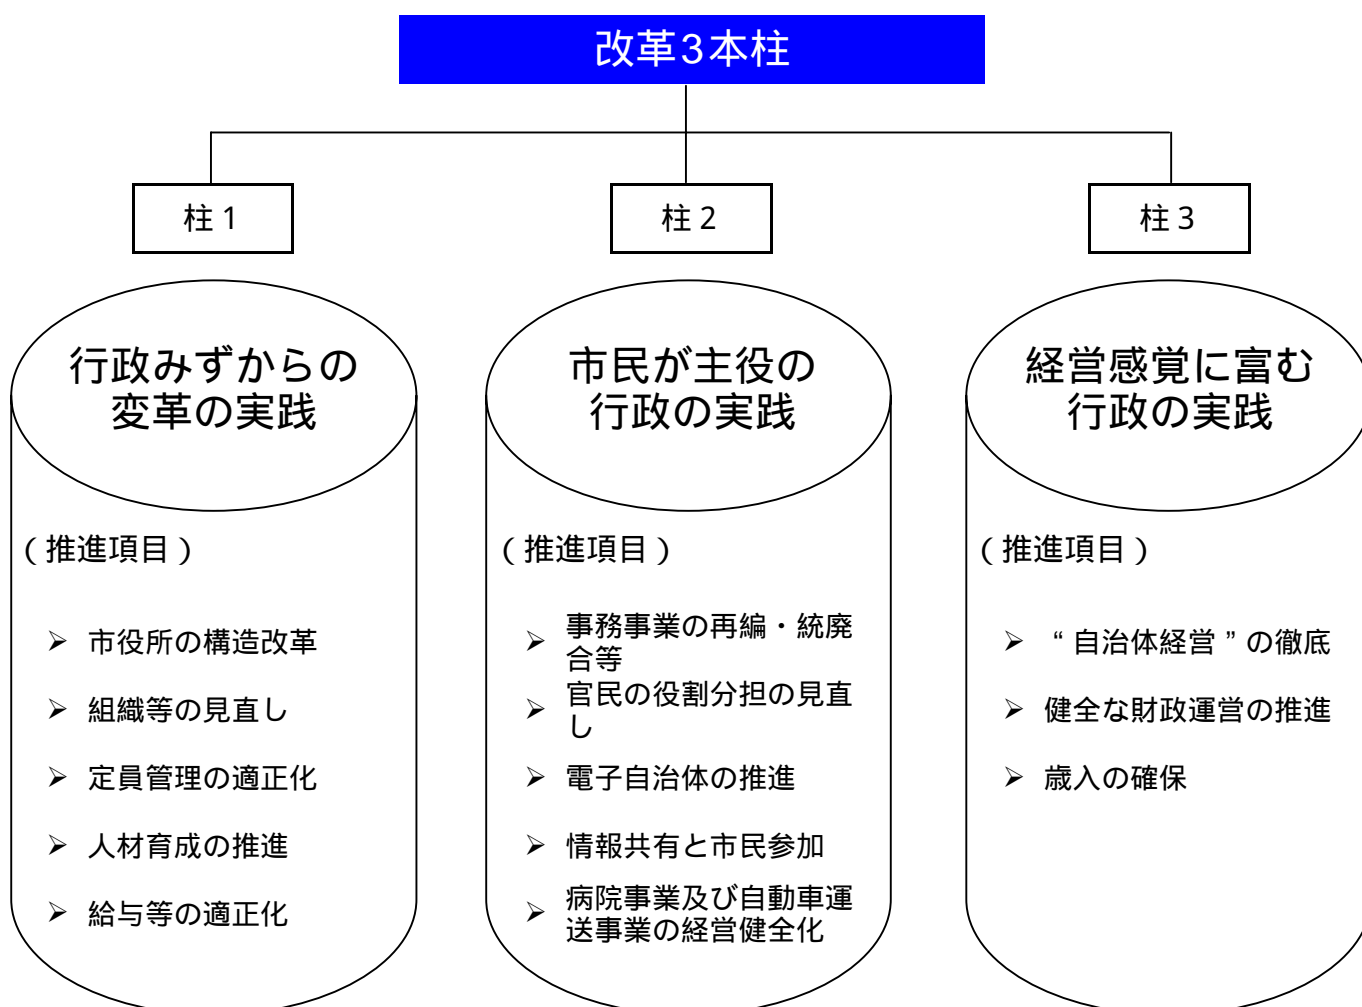 改革3本柱
柱1
行政みずからの
変革の実践
(推進項目)
➢ 市役所の構造改革
➢ 組織等の見直し
➢ 定員管理の適正化
➢ 人材育成の推進
➢ 給与等の適正化
柱2
市民が主役の
行政の実践
(推進項目)
➢ 事務事業の再編・統廃
合等
➢ 官民の役割分担の見直
し
➢ 電子自治体の推進
➢ 情報共有と市民参加
➢ 病院事業及び自動車運
送事業の経営健全化
柱3
経営感覚に富む
行政の実践
(推進項目)
➢ “自治体経営”の徹底
➢ 健全な財政運営の推進
➢ 歳入の確保